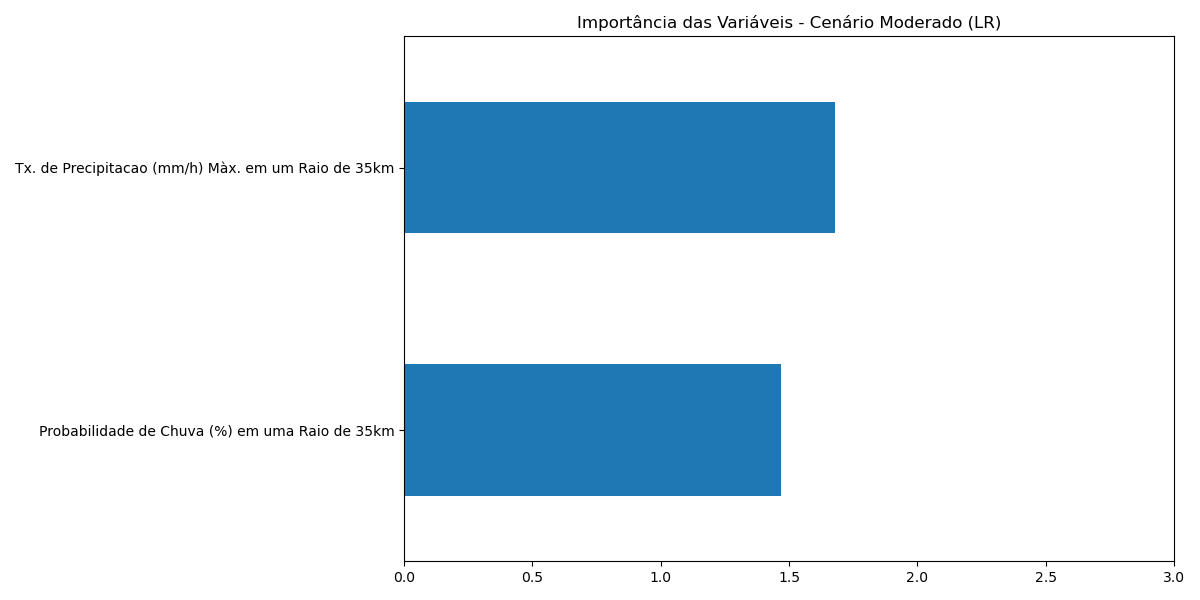 Importância das Variáveis - Cenário Moderado (LR)
Tx. de Precipitacao (mm/h) Màx. em um Raio de 35km
Probabilidade de Chuva (%) em uma Raio de 35km
0.0 0.5 1.0 1.5 2.0 2.5 3.0